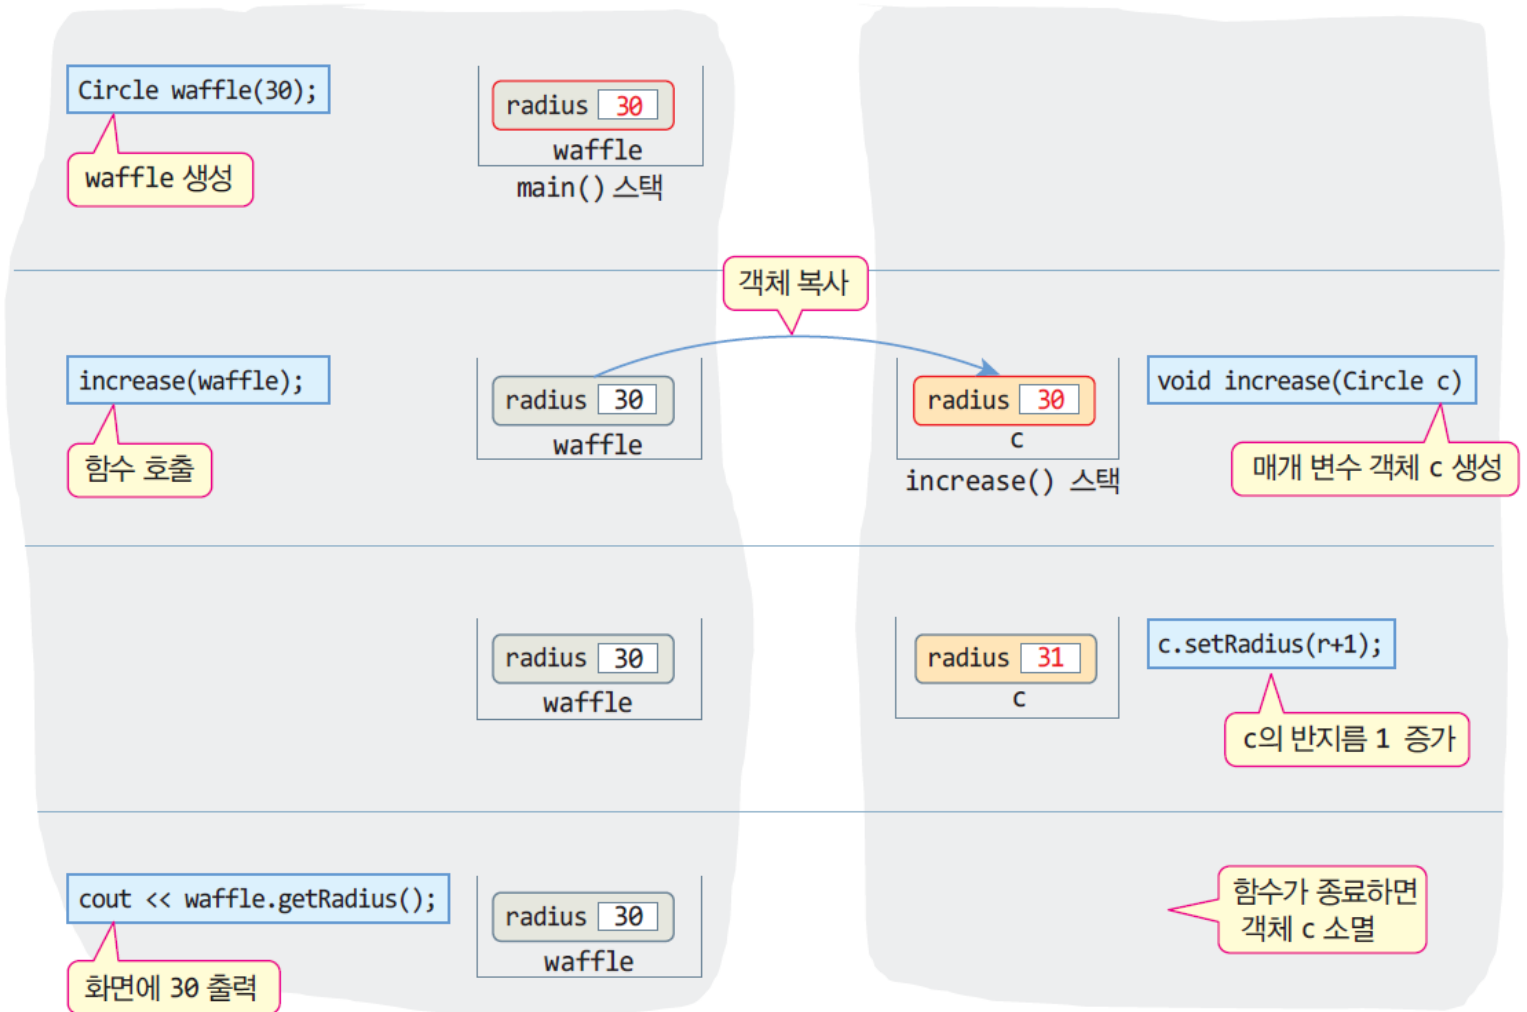 Circle waffle(30);
radius 30
waffle
waffle 생성
main() 스택
객체 복사
increase(waffle);
radius 30
waffle
radius 30
c
void increase(Circle c)
함수 호출
increase() 스택
매개 변수 객체 c 생성
radius 30
waffle
radius 31
c
c.setRadius(r+1);
c의 반지름 1 증가
cout << waffle.getRadius();
radius 30
waffle
함수가 종료하면
객체 c 소멸
화면에 30 출력